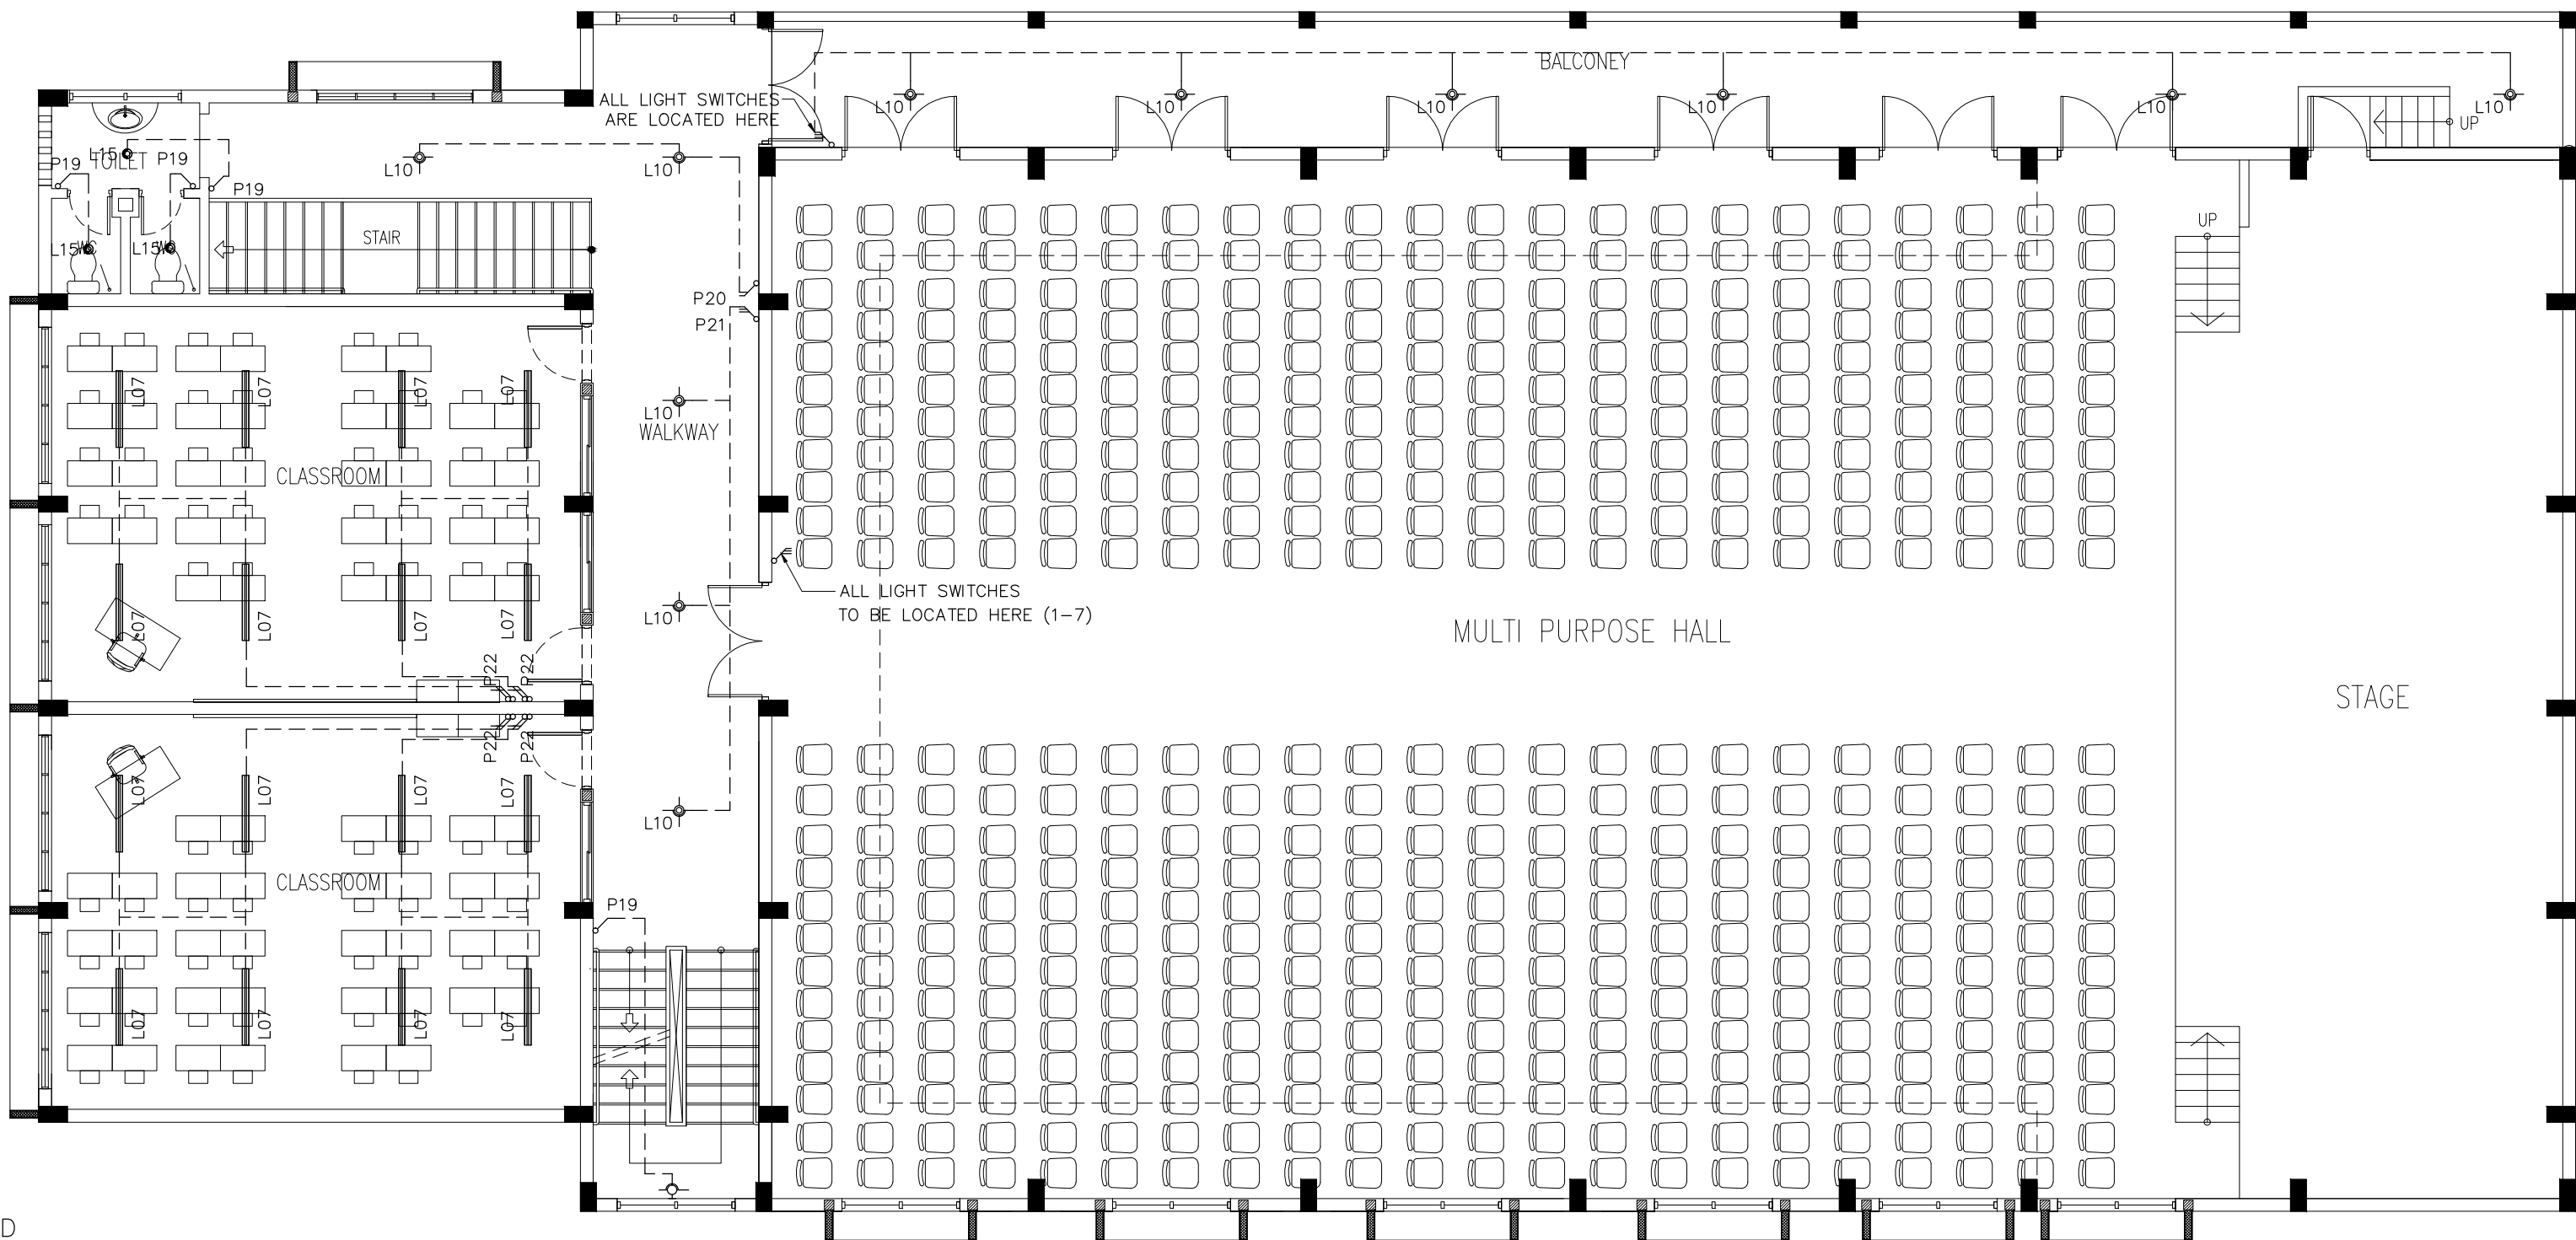 BALCONEY
ALL LIGHT SWITCHES
ARE LOCATED HERE
L10
L10
L10
L10
L10
L10
UP
P19
L15
TOILET
P19
L10
L10
P19
UP
STAIR
L15
WC
L15
WC
P20
P21
L07
L07
L07
L07
L10
WALKWAY
CLASSROOM
ALL LIGHT SWITCHES
TO BE LOCATED HERE (1-7)
L10
L07
L07
L07
L07
MULTI PURPOSE HALL
P22
P22
STAGE
P22
P22
L07
L07
L07
L07
L10
CLASSROOM
P19
L07
L07
L07
L07
D